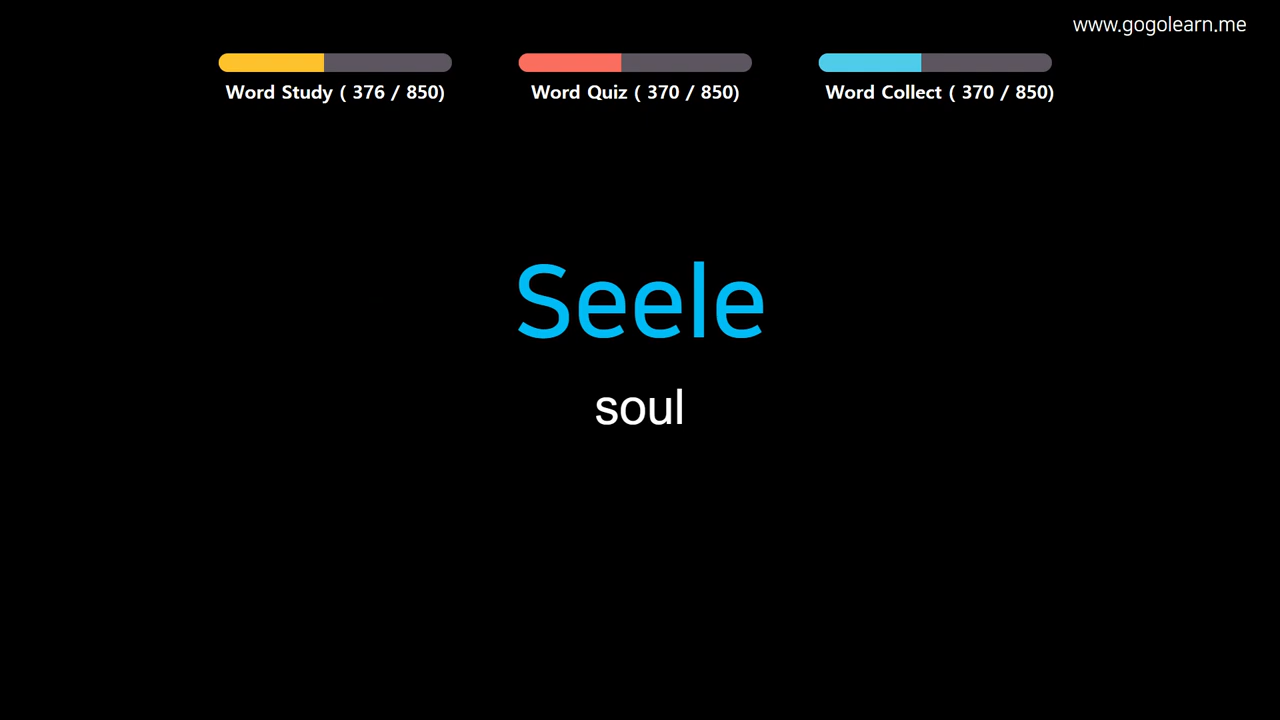 www.gogolearn.me
Word Study ( 376 / 850)
Word Quiz ( 370 / 850)
Word Collect ( 370 / 850)
Seele
soul